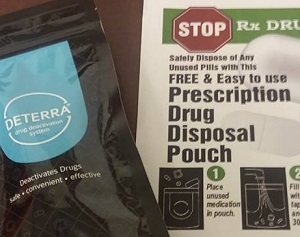 DETERRA
drug deactivation
system
Deactivates Drugs
safe • convenient • effective
STOP Rx DRU
Safely Dispose of Any
Unused Pills With This
FREE & Easy to use
Prescription
Drug
Disposal
Pouch
1
Place
unused
medication
in pouch.
2
Fill
with
tap
and
30